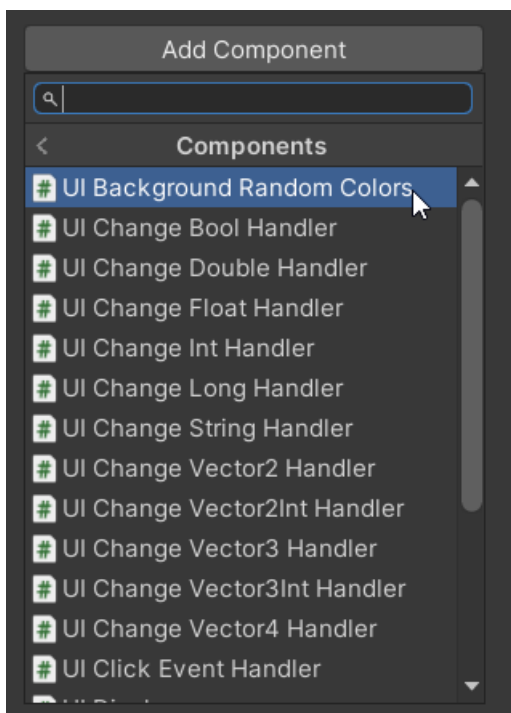 Add Component
Components
UI Background Random Colors
UI Change Bool Handler
UI Change Double Handler
UI Change Float Handler
UI Change Int Handler
UI Change Long Handler
UI Change String Handler
UI Change Vector2 Handler
UI Change Vector2Int Handler
UI Change Vector3 Handler
UI Change Vector3Int Handler
UI Change Vector4 Handler
UI Click Event Handler